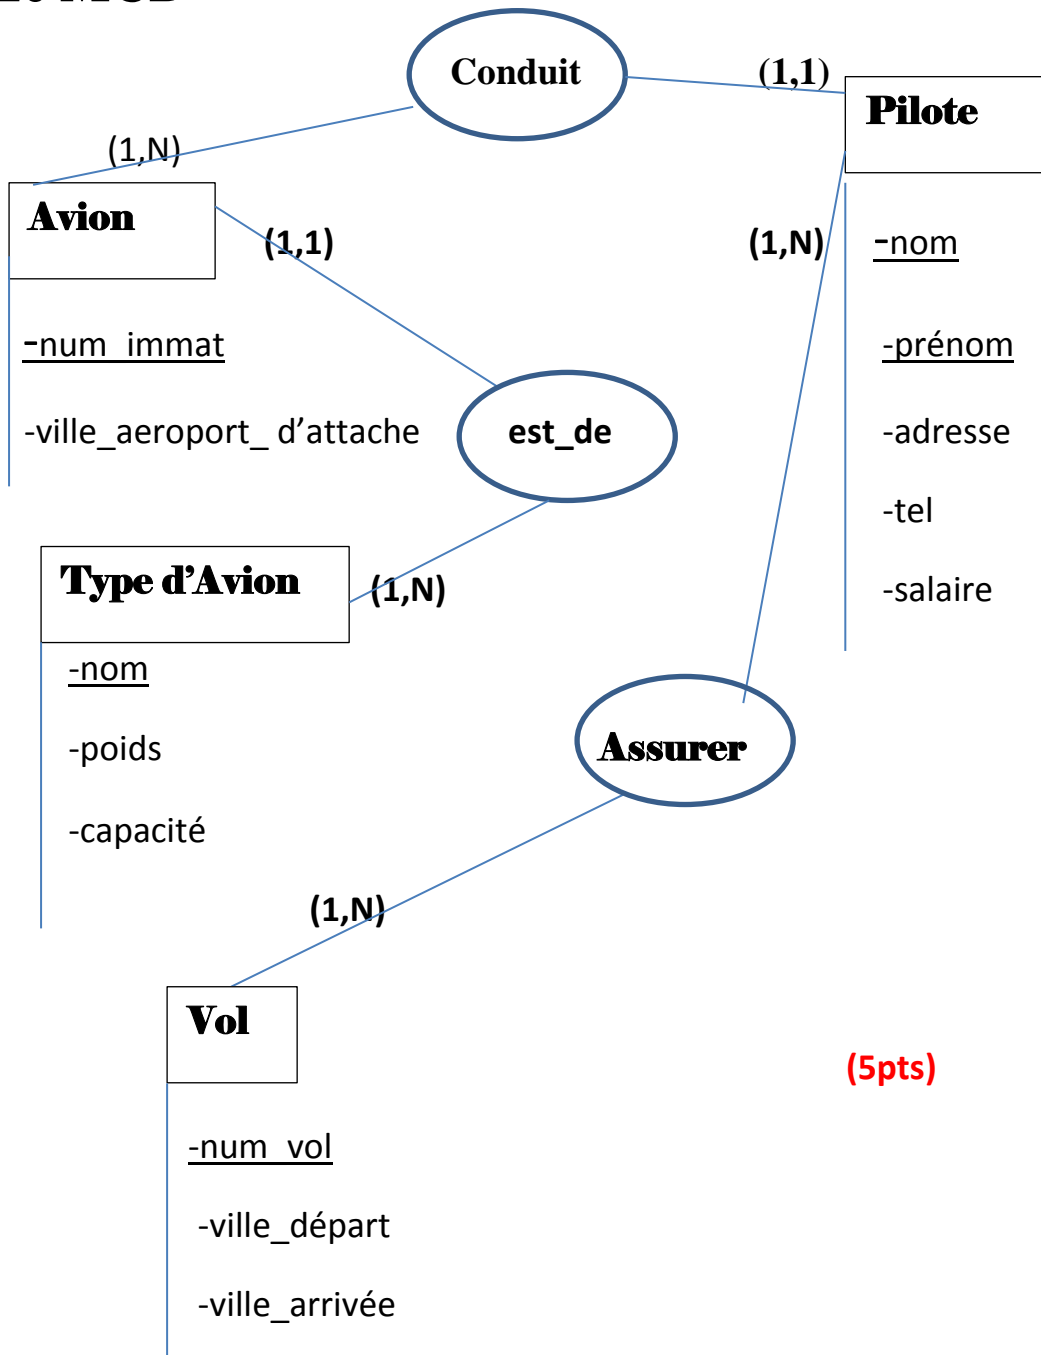 Conduit
(1,1)
Pilote
(1,N)
Avion
(1,1)
(1,N)
-nom
-num_immat
-prénom
-ville_aeroport_ d’attache
est_de
-adresse
-tel
Type d’Avion
(1,N)
-salaire
-nom
-poids
Assurer
-capacité
(1,N)
Vol
(5pts)
-num_vol
-ville_départ
-ville_arrivée